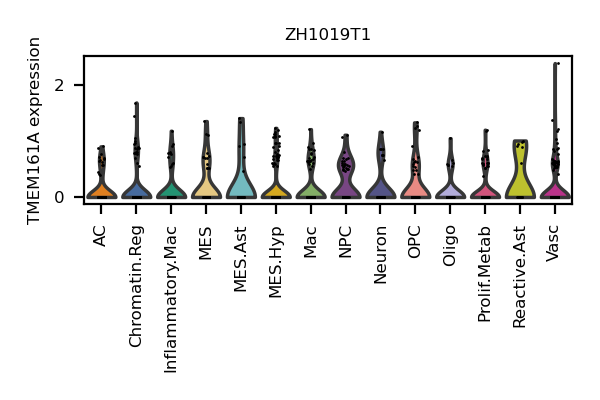 ZH1019T1
TMEM161A expression
2
0
AC
Chromatin.Reg
Inflammatory.Mac
MES
MES.Ast
MES.Hyp
Mac
NPC
Neuron
OPC
Oligo
Prolif.Metab
Reactive.Ast
Vasc